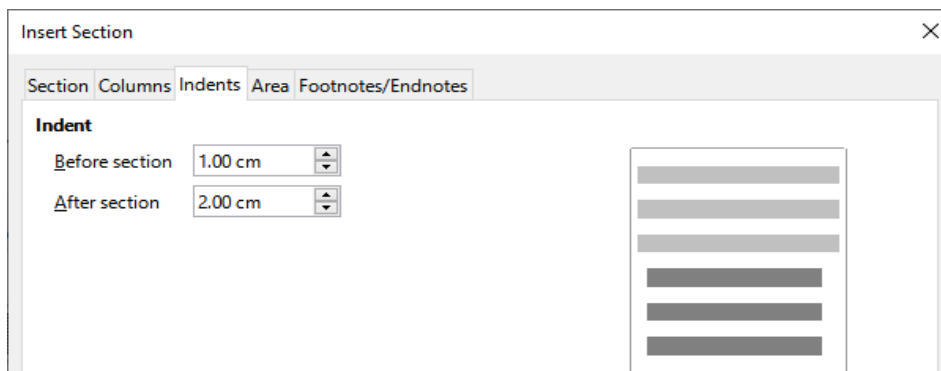 Insert Section
Section Columns Indents Area Footnotes/Endnotes
Indent
Before section 1.00 cm
After section 2.00 cm